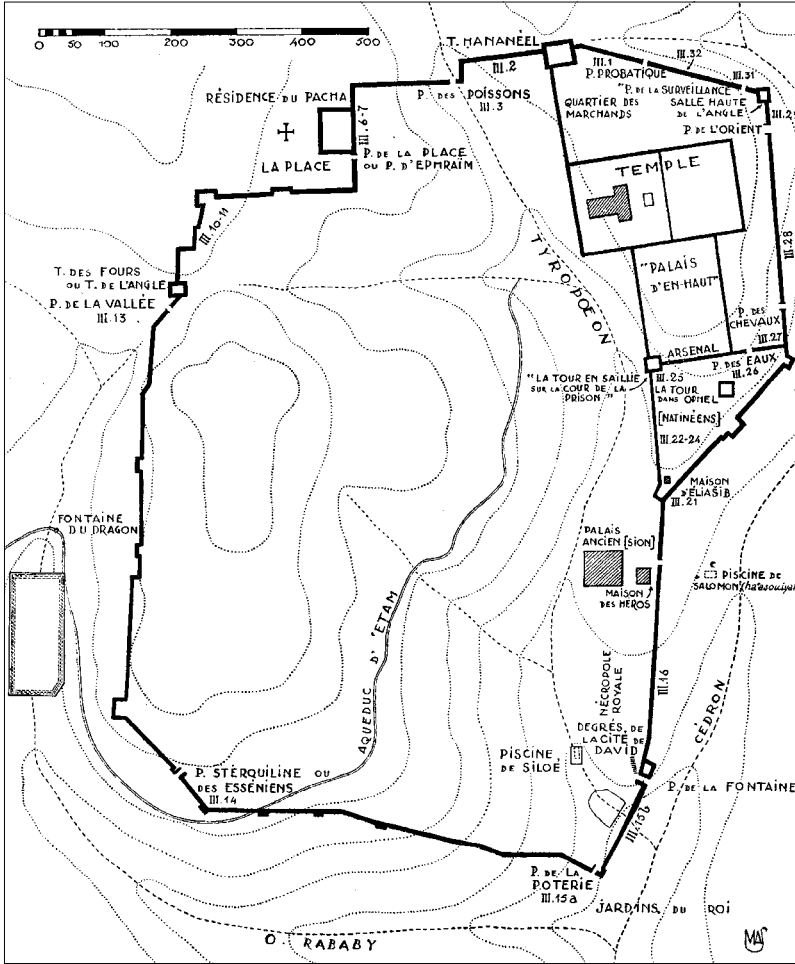 0 50 100 200 300 400 500
T. HANANÉEL
III.2
III.1
P. PROBATIQUE
III.32
III.31
RÉSIDENCE DU PACHA
P. DES POISSONS
III.3
QUARTIER DES
MARCHANDS
"P. DE LA SURVEILLANCE
SALLE HAUTE
DE L'ANGLE"
III.29
III.6-7
P. DE L'ORIENT
LA PLACE
P. DE LA PLACE
OU P. D'EPHRAÏM
TEMPLE
III.10-11
TYROPŒON
III.28
T. DES FOURS
OU T. DE L'ANGLE
"PALAIS
D'EN-HAUT"
P. DE LA VALLÉE
III.13
P. DES
CHEVAUX
III.27
ARSENAL
P. DES EAUX
III.26
III.25
"LA TOUR EN SAILLIE
SUR LA COUR DE LA
PRISON"
LA TOUR
DANS OPHEL
[NATINÉENS]
III.22-24
MAISON
D'ÉLIAŠIB
III.21
FONTAINE
DU DRAGON
PALAIS
ANCIEN [SION]
MAISON
DES HEROS
PISCINE DE
SALOMON
AQUEDUC D'ETAM
NÉCROPOLE
ROYALE
III.16
CÉDRON
DEGRÉS DE
LA CITÉ DE
DAVID
PISCINE
DE SILOÉ
P. STERQUILINE OU
DES ESSÉNIENS
III.14
P. DE LA FONTAINE
III.15b
P. DE LA
POTERIE
III.15a
JARDINS DU ROI
O. RABABY